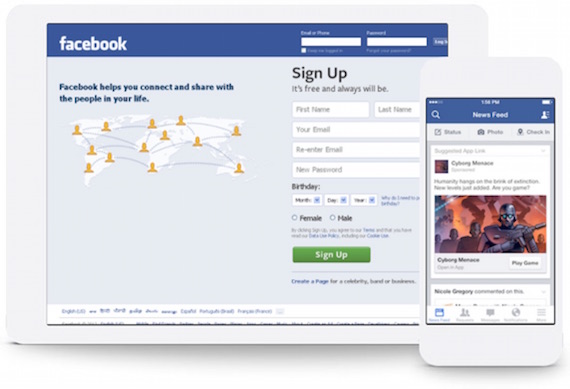 Email or Phone
Password
facebook
Keep me logged in
Forgot your password?
Sign Up
It's free and always will be.
Facebook helps you connect and share with
the people in your life.
First Name
Last Name
Your Email
Re-enter Email
New Password
Birthday:
Month:
Day:
Year:
Why do I need to
birthday?
Female
Male
By clicking Sign Up, you agree to our Terms and that you have
read our Data Use Policy, including our Cookie Use.
Sign Up
Create a Page for a celebrity, band or business.
English (US)
Español
Português (Brasil)
Français (France)
1:56 PM
News Feed
Status
Photo
Check In
Suggested App Link
Cyborg Monaco
Sponsored
Humanity hangs on the brink of extinction.
New levels just added. Are you game?
Cyborg Monaco
Open in App
Play Game
Nicole Gregory commented on this.
News Feed
Requests
Messages
Notifications
More